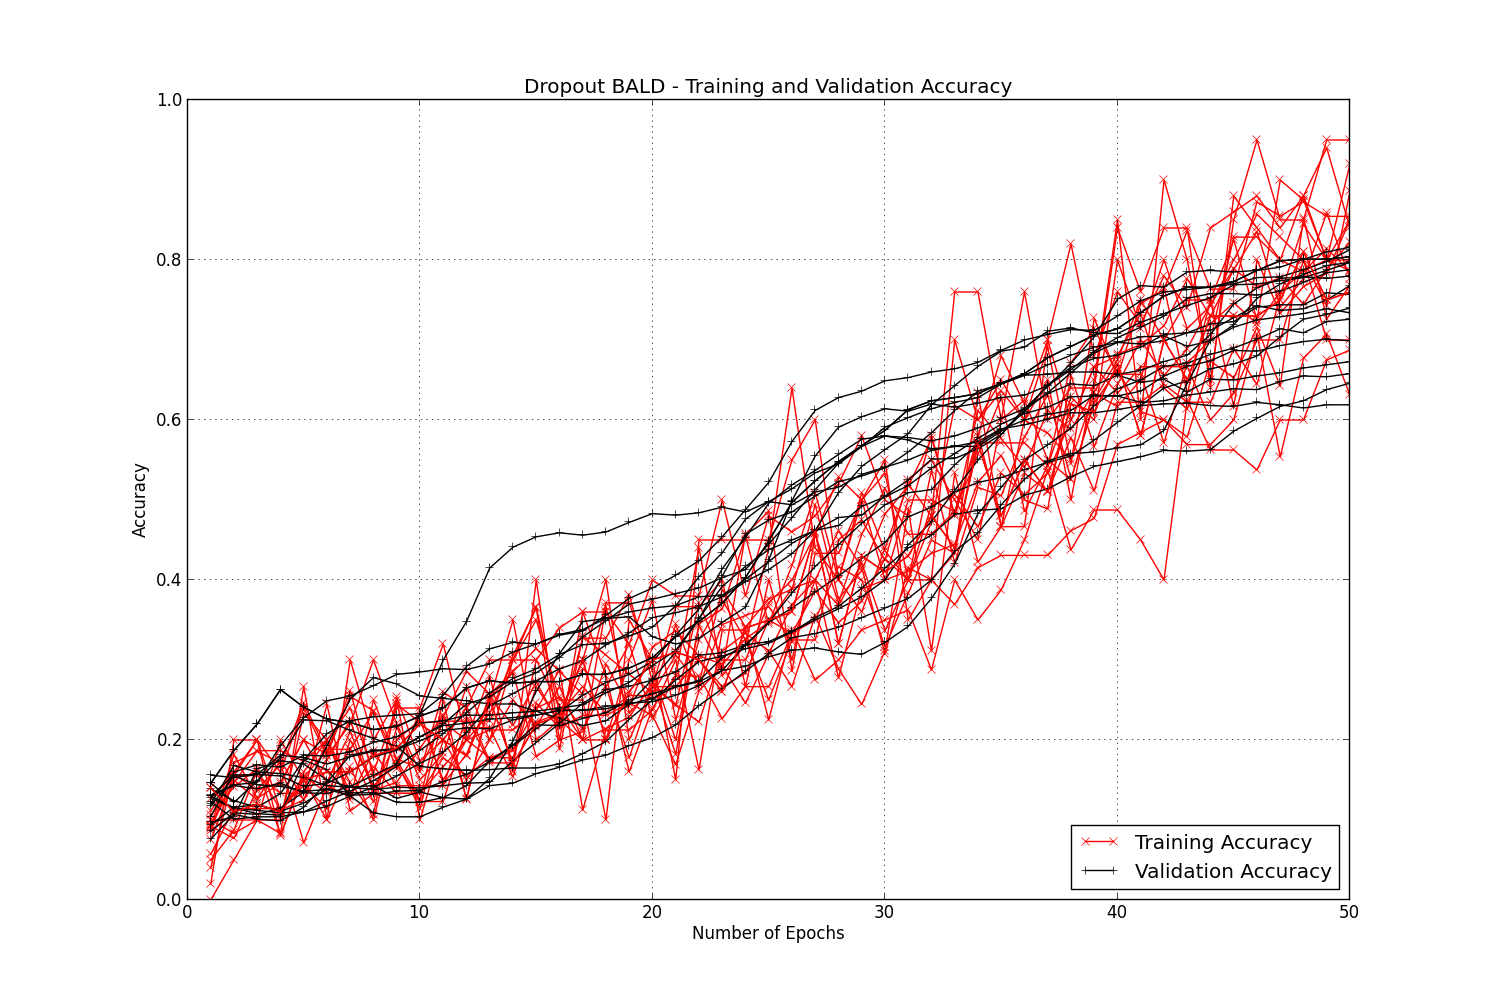 Dropout BALD - Training and Validation Accuracy
1.0
0.8
0.6
0.4
0.2
0.0
Accuracy
0 10 20 30 40 50
Number of Epochs
Training Accuracy
Validation Accuracy